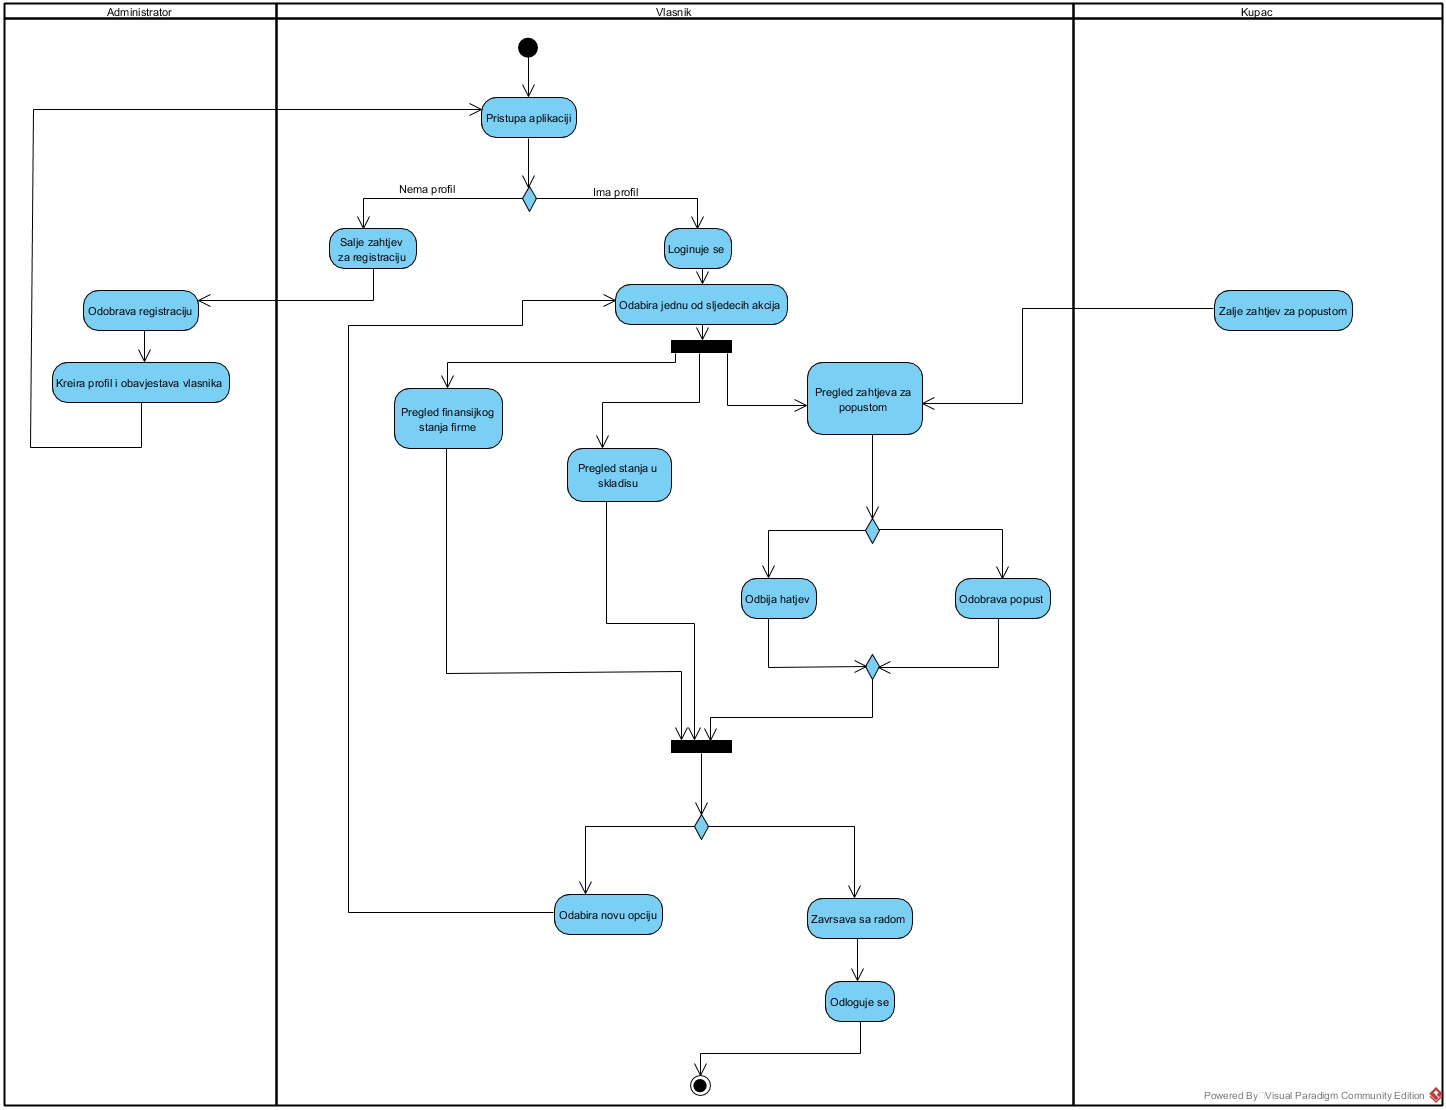 Administrator
Vlasnik
Kupac
Pristupa aplikaciji
Nema profil
Ima profil
Salje zahtjev
za registraciju
Loginuje se
Odobrava registraciju
Odabira jednu od sljedecih akcija
Zalje zahtjev za popustom
Kreira profil i obavjestava vlasnika
Pregled finansijkog
stanja firme
Pregled zahtjeva za
popustom
Pregled stanja u
skladisu
Odbija hatjev
Odobrava popust
Odabira novu opciju
Zavrsava sa radom
Odloguje se
Powered By Visual Paradigm Community Edition